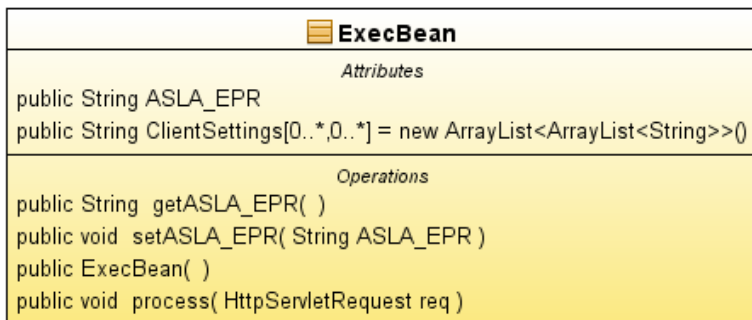 ExecBean
Attributes
public String ASLA_EPR
public String ClientSettings[0..*,0..*] = new ArrayList<ArrayList<String>>()
Operations
public String  getASLA_EPR( )
public void  setASLA_EPR( String ASLA_EPR )
public ExecBean( )
public void  process( HttpServletRequest req )